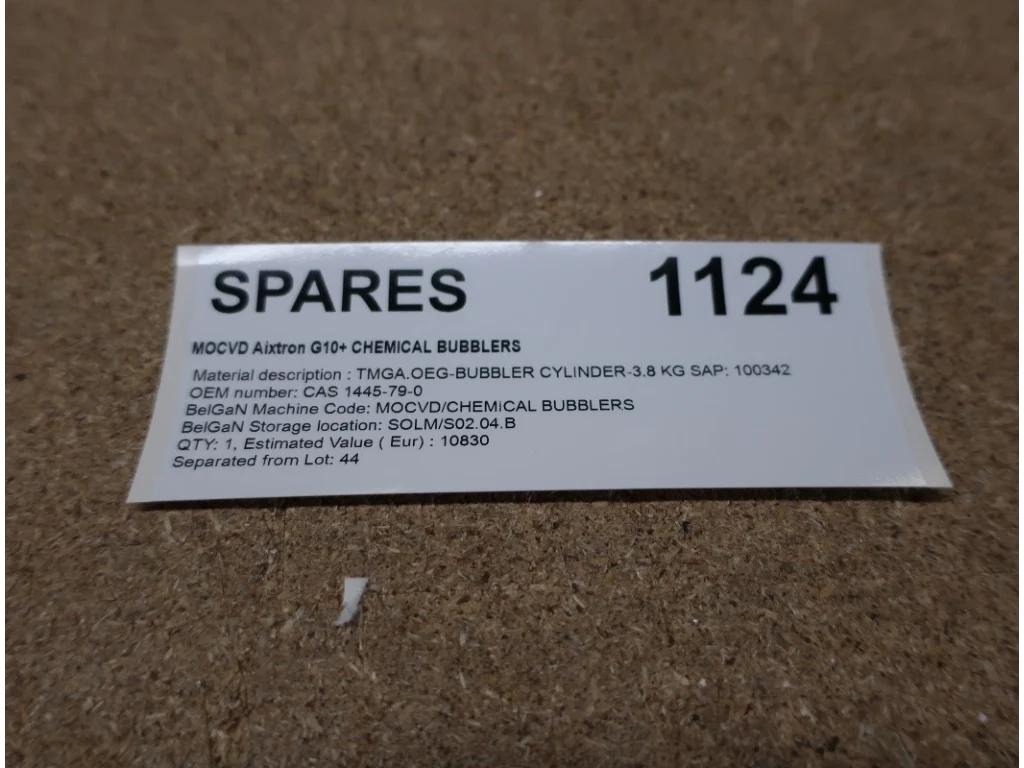 SPARES 1124
MOCVD Aixtron G10+ CHEMICAL BUBBLERS
Material description : TMGA.OEG-BUBBLER CYLINDER-3.8 KG SAP: 100342
OEM number: CAS 1445-79-0
BelGaN Machine Code: MOCVD/CHEMICAL BUBBLERS
BelGaN Storage location: SOLM/S02.04.B
QTY: 1, Estimated Value ( Eur) : 10830
Separated from Lot: 44